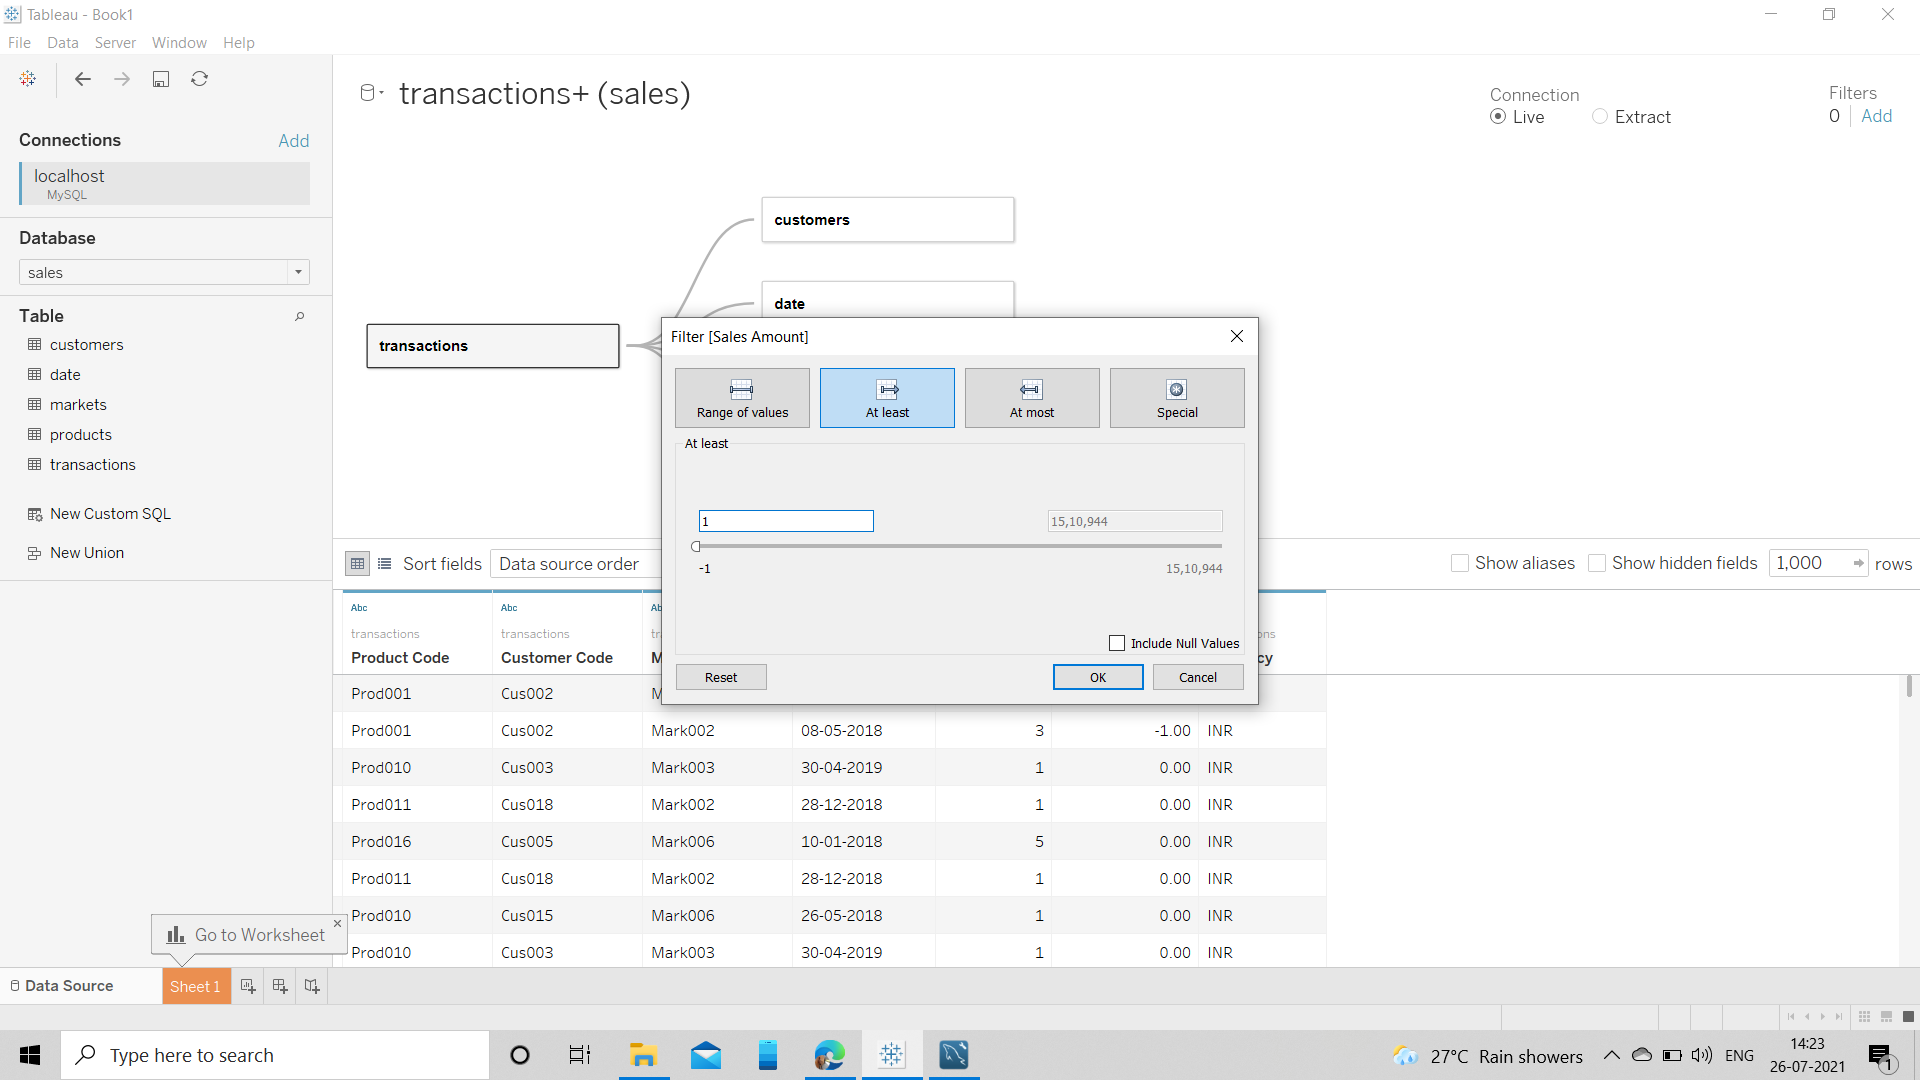 Tableau - Book1
File Data Server Window Help
transactions+ (sales)
Connection
Live Extract
Filters
0 Add
Connections Add
localhost
MySQL
Database
sales
Table
customers
date
markets
products
transactions
New Custom SQL
New Union
customers
date
transactions
Filter [Sales Amount]
Range of values At least At most Special
At least
1 15,10,944
-1 15,10,944
Include Null Values
Reset OK Cancel
Sort fields Data source order Show aliases Show hidden fields 1,000 rows
Abc Abc Ab
transactions transactions tr ons
Product Code Customer Code M cy
Prod001 Cus002 M
Prod001 Cus002 Mark002 08-05-2018 3 -1.00 INR
Prod010 Cus003 Mark003 30-04-2019 1 0.00 INR
Prod011 Cus018 Mark002 28-12-2018 1 0.00 INR
Prod016 Cus005 Mark006 10-01-2018 5 0.00 INR
Prod011 Cus018 Mark002 28-12-2018 1 0.00 INR
Prod010 Cus015 Mark006 26-05-2018 1 0.00 INR
Prod010 Cus003 Mark003 30-04-2019 1 0.00 INR
Go to Worksheet
Data Source Sheet 1
Type here to search
27°C Rain showers ENG
14:23
26-07-2021
1